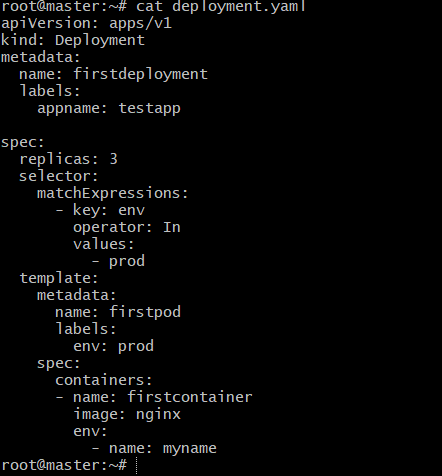 root@master:~# cat deployment.yaml
apiVersion: apps/v1
kind: Deployment
metadata:
  name: firstdeployment
  labels:
    appname: testapp

spec:
  replicas: 3
  selector:
    matchExpressions:
      - key: env
        operator: In
        values:
          - prod
  template:
    metadata:
      name: firstpod
      labels:
        env: prod
    spec:
      containers:
      - name: firstcontainer
        image: nginx
        env:
          - name: myname
root@master:~#